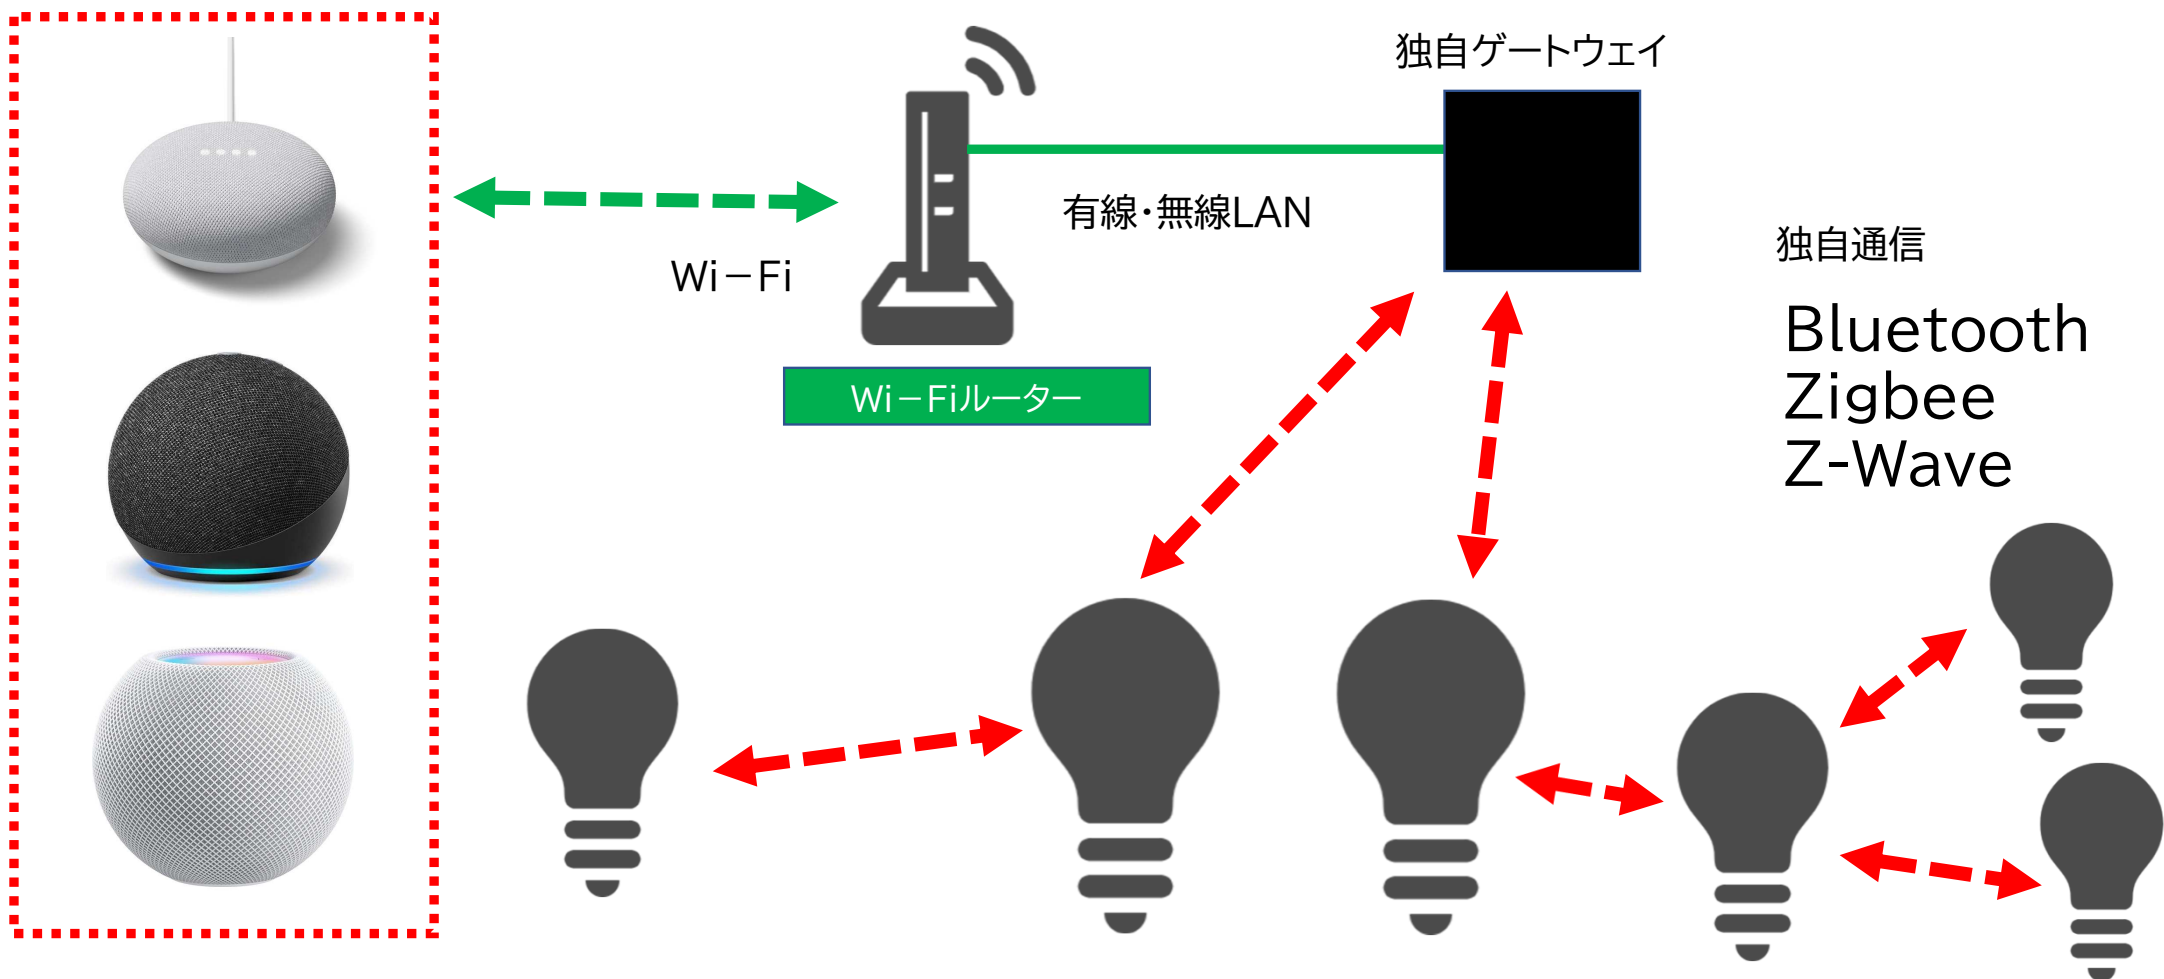 独自ゲートウェイ
有線・無線LAN
Wi−Fi
Wi−Fiルーター
独自通信
Bluetooth
Zigbee
Z-Wave